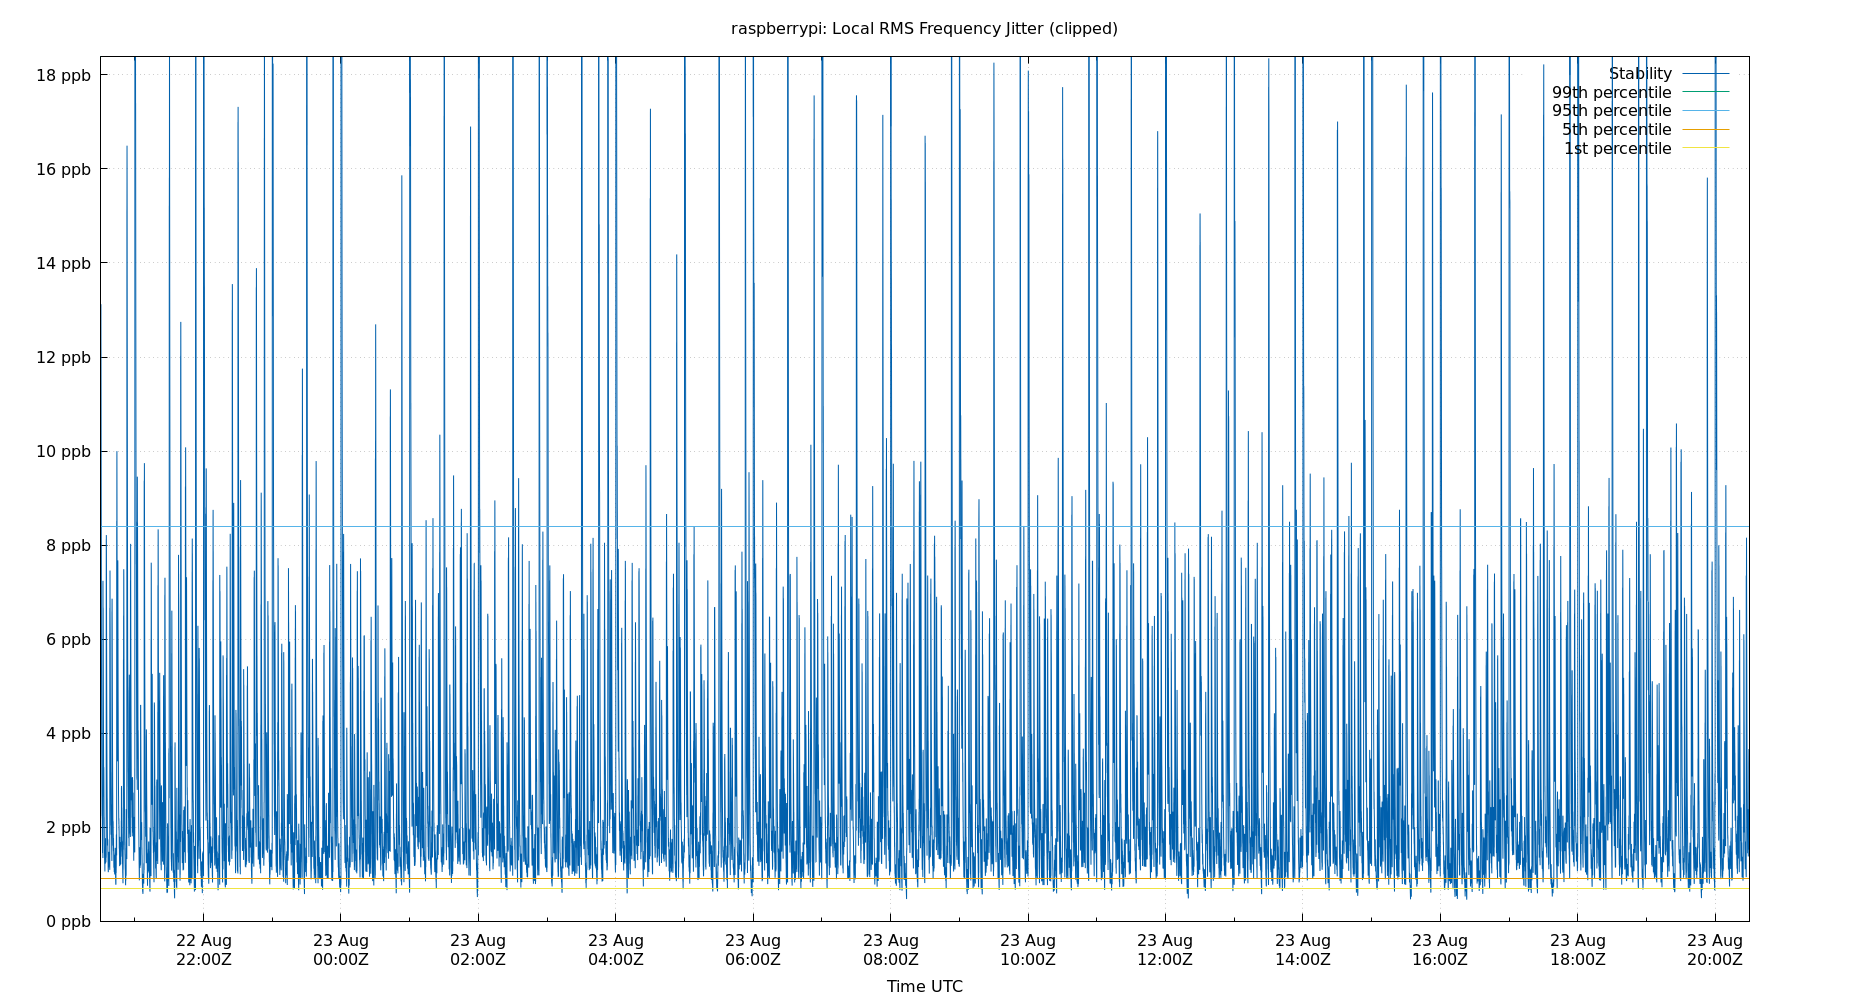 raspberrypi: Local RMS Frequency Jitter (clipped)
18 ppb
16 ppb
14 ppb
12 ppb
10 ppb
8 ppb
6 ppb
4 ppb
2 ppb
0 ppb
Stability
99th percentile
95th percentile
5th percentile
1st percentile
22 Aug 23 Aug 23 Aug 23 Aug 23 Aug 23 Aug 23 Aug 23 Aug 23 Aug 23 Aug 23 Aug 23 Aug
22:00Z 00:00Z 02:00Z 04:00Z 06:00Z 08:00Z 10:00Z 12:00Z 14:00Z 16:00Z 18:00Z 20:00Z
Time UTC